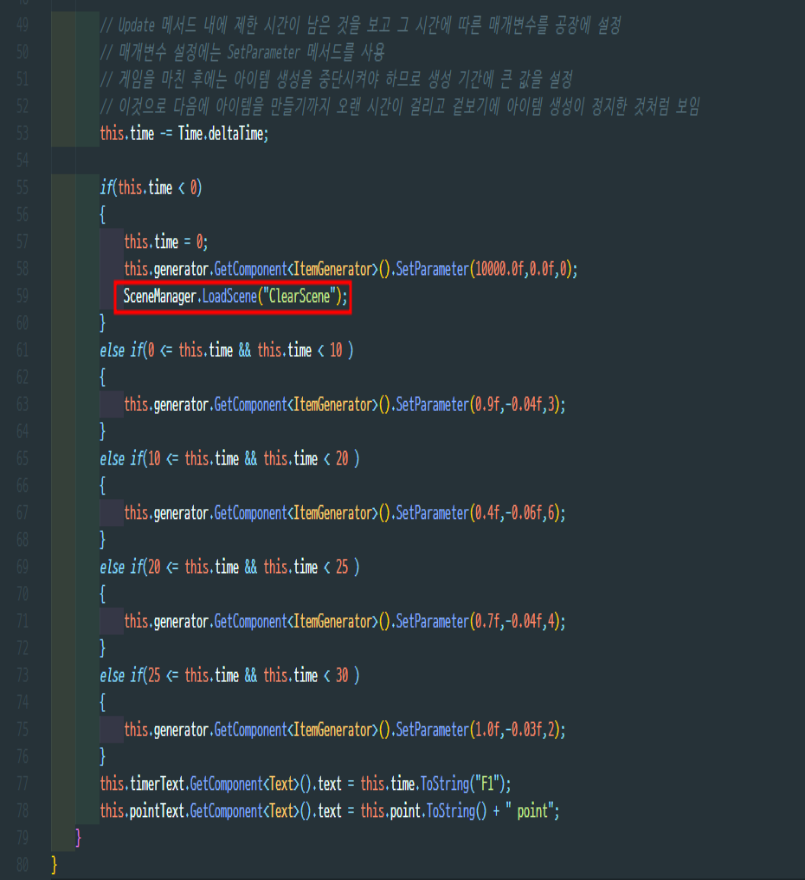 49 // Update 메서드 내에 제한 시간이 남은 것을 보고 그 시간에 따른 매개변수를 공장에 설정
50 // 매개변수 설정에는 SetParameter 메서드를 사용
51 // 게임을 마친 후에는 아이템 생성을 중단시켜야 하므로 생성 기간에 큰 값을 설정
52 // 이것으로 다음에 아이템을 만들기까지 오랜 시간이 걸리고 겉보기에 아이템 생성이 정지한 것처럼 보임
53 this.time -= Time.deltaTime;
54
55 if(this.time < 0)
56 {
57 this.time = 0;
58 this.generator.GetComponent<ItemGenerator>().SetParameter(10000.0f,0.0f,0);
59 SceneManager.LoadScene("ClearScene");
60 }
61 else if(0 <= this.time && this.time < 10 )
62 {
63 this.generator.GetComponent<ItemGenerator>().SetParameter(0.9f,-0.04f,3);
64 }
65 else if(10 <= this.time && this.time < 20 )
66 {
67 this.generator.GetComponent<ItemGenerator>().SetParameter(0.4f,-0.06f,6);
68 }
69 else if(20 <= this.time && this.time < 25 )
70 {
71 this.generator.GetComponent<ItemGenerator>().SetParameter(0.7f,-0.04f,4);
72 }
73 else if(25 <= this.time && this.time < 30 )
74 {
75 this.generator.GetComponent<ItemGenerator>().SetParameter(1.0f,-0.03f,2);
76 }
77 this.timerText.GetComponent<Text>().text = this.time.ToString("F1");
78 this.pointText.GetComponent<Text>().text = this.point.ToString() + " point";
79 }
80 }